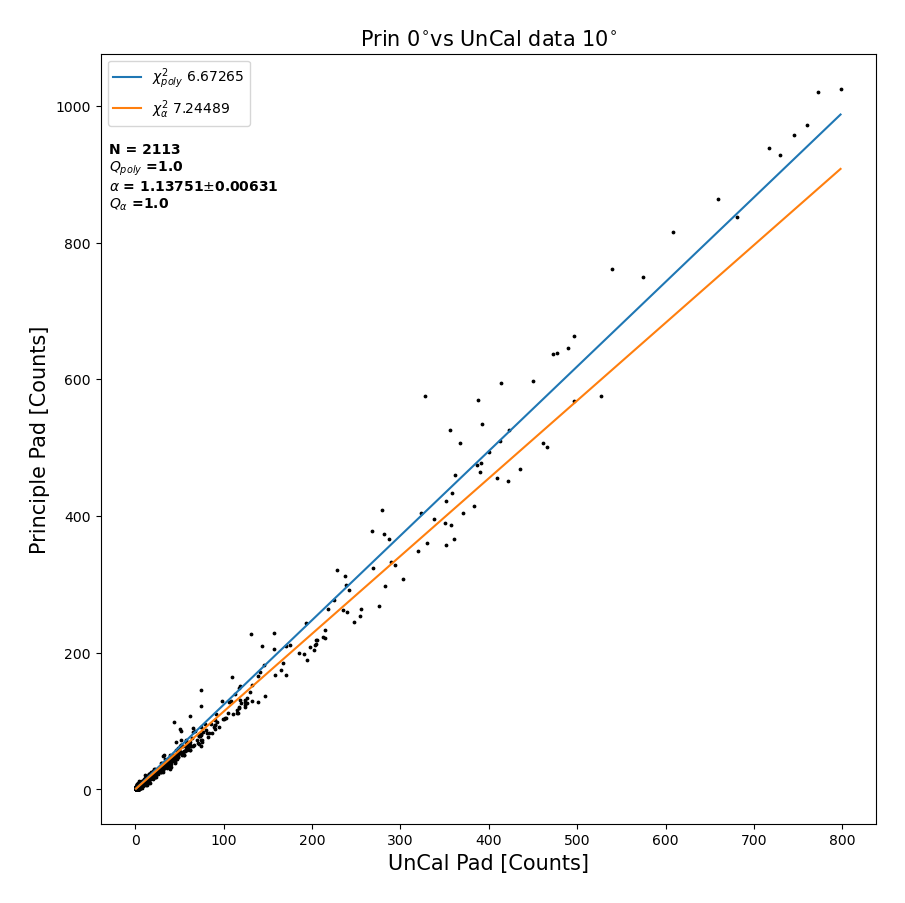 Prin 0°vs UnCal data 10°
χ²poly 6.67265
χ²α 7.24489
N = 2113
Qpoly =1.0
α = 1.13751±0.00631
Qα =1.0
1000
800
600
400
200
0
Principle Pad [Counts]
0 100 200 300 400 500 600 700 800
UnCal Pad [Counts]